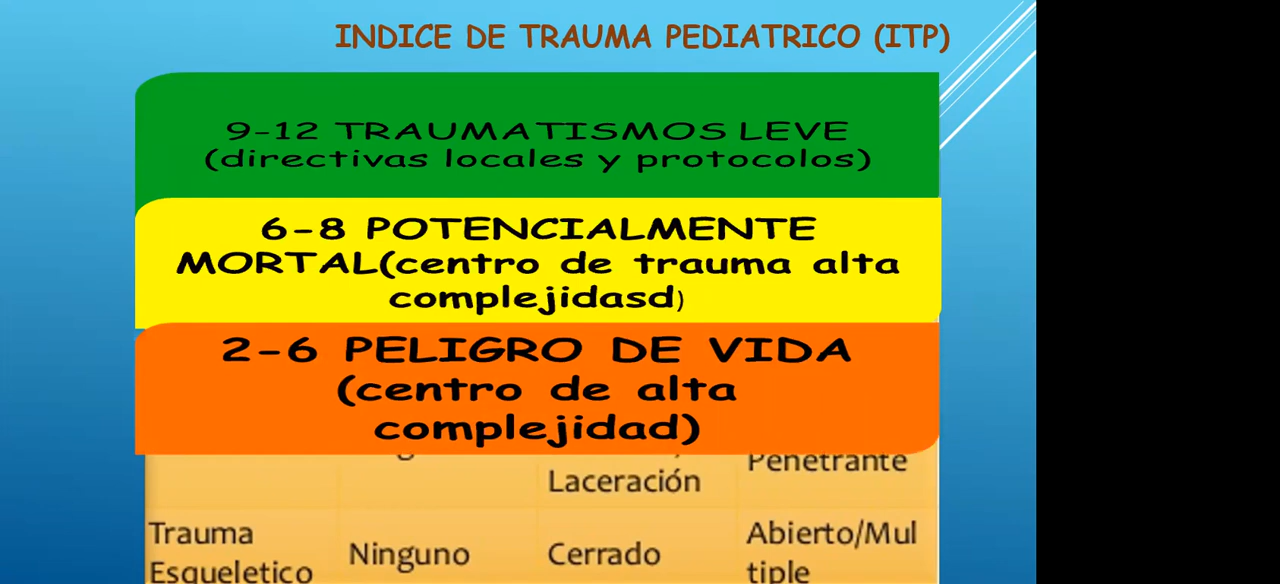 INDICE DE TRAUMA PEDIATRICO (ITP)
9-12 TRAUMATISMOS LEVE
(directivas locales y protocolos)
6-8 POTENCIALMENTE
MORTAL(centro de trauma alta
complejidasd)
2-6 PELIGRO DE VIDA
(centro de alta
complejidad)
Penetrante
Laceración
Trauma
Esqueletico
Ninguno
Cerrado
Abierto/Mul
tiple